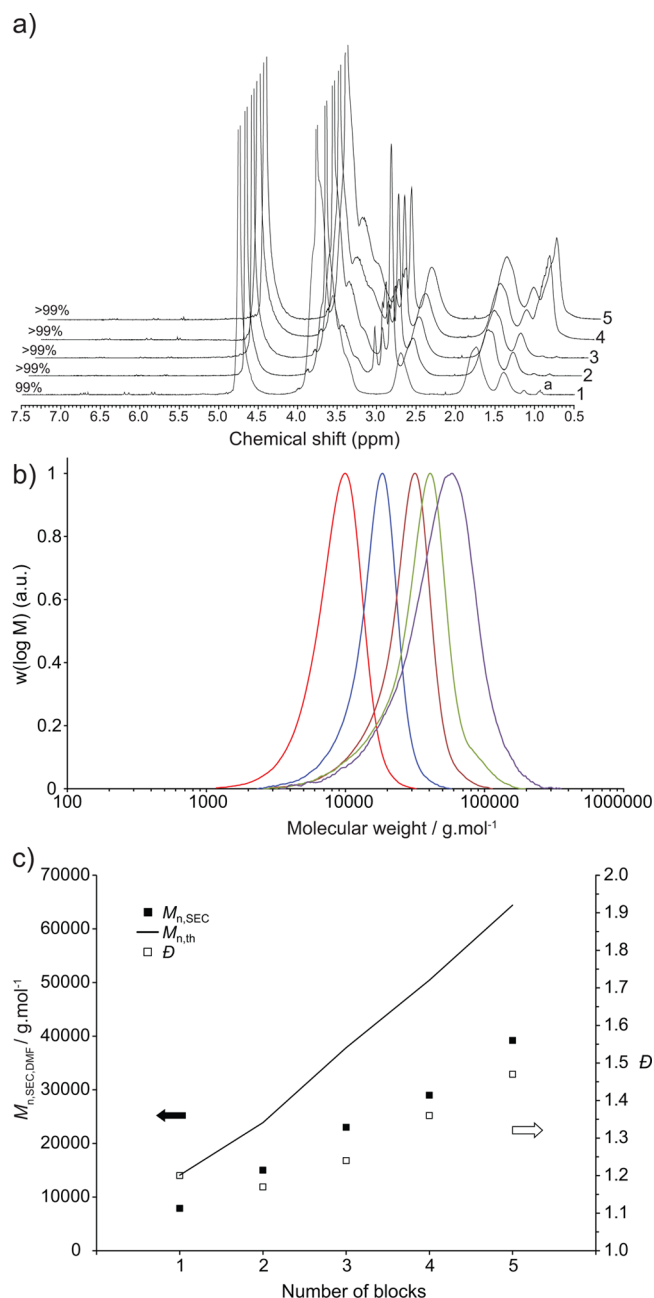 a)
>99%
5
>99%
4
>99%
3
>99%
2
99%
a
1
7.5 7.0 6.5 6.0 5.5 5.0 4.5 4.0 3.5 3.0 2.5 2.0 1.5 1.0 0.5
Chemical shift (ppm)
b)
w(log M) (a.u.)
1
0.8
0.6
0.4
0.2
0
100 1000 10000 100000 1000000
Molecular weight / g.mol⁻¹
c)
70000
60000
50000
40000
30000
20000
10000
0
Mn,SEC,DMF / g.mol⁻¹
Mn,SEC
Mn,th
Đ
2.0
1.9
1.8
1.7
1.6
1.5
1.4
1.3
1.2
1.1
1.0
Đ
1 2 3 4 5
Number of blocks